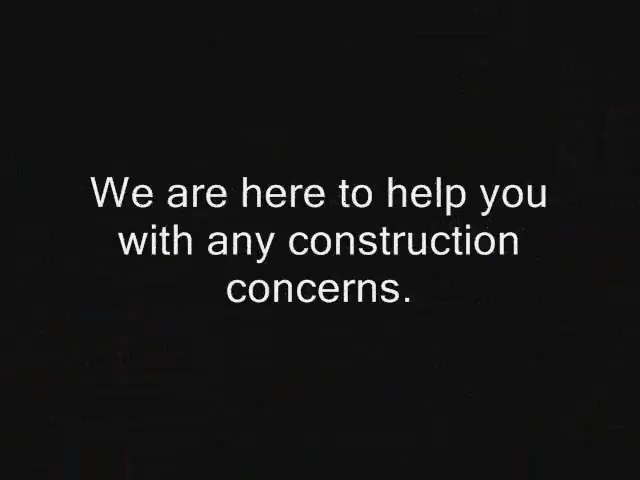 We are here to help you
with any construction
concerns.